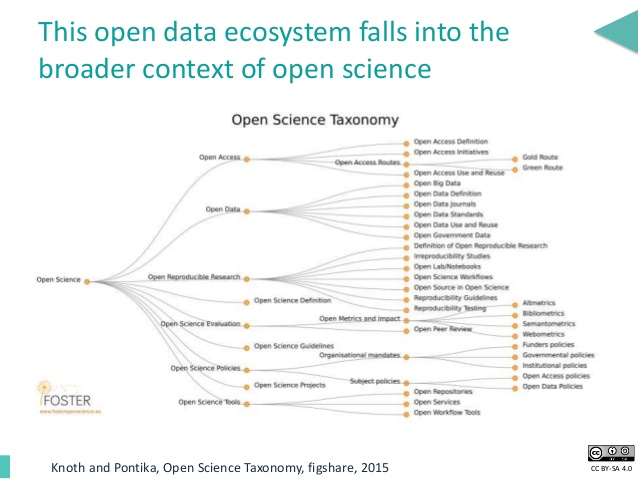 This open data ecosystem falls into the
broader context of open science
Open Science Taxonomy
Open Science
Open Access
Open Access Definition
Open Access Initiatives
Open Access Routes
Gold Route
Green Route
Open Access Use and Reuse
Open Data
Open Big Data
Open Data Definition
Open Data Journals
Open Data Standards
Open Data Use and Reuse
Open Government Data
Open Reproducible Research
Definition of Open Reproducible Research
Irreproducibility Studies
Open Lab/Notebooks
Open Science Workflows
Open Source in Open Science
Reproducibility Guidelines
Reproducibility Testing
Open Science Definition
Open Science Evaluation
Open Metrics and Impact
Altmetrics
Bibliometrics
Semantometrics
Webometrics
Open Peer Review
Open Science Guidelines
Open Science Policies
Organisational mandates
Funders policies
Governmental policies
Institutional policies
Subject policies
Open Access policies
Open Data Policies
Open Science Projects
Open Science Tools
Open Repositories
Open Services
Open Workflow Tools
FOSTER
www.fosteropenscience.eu
Knoth and Pontika, Open Science Taxonomy, figshare, 2015
cc
BY SA
CC BY-SA 4.0